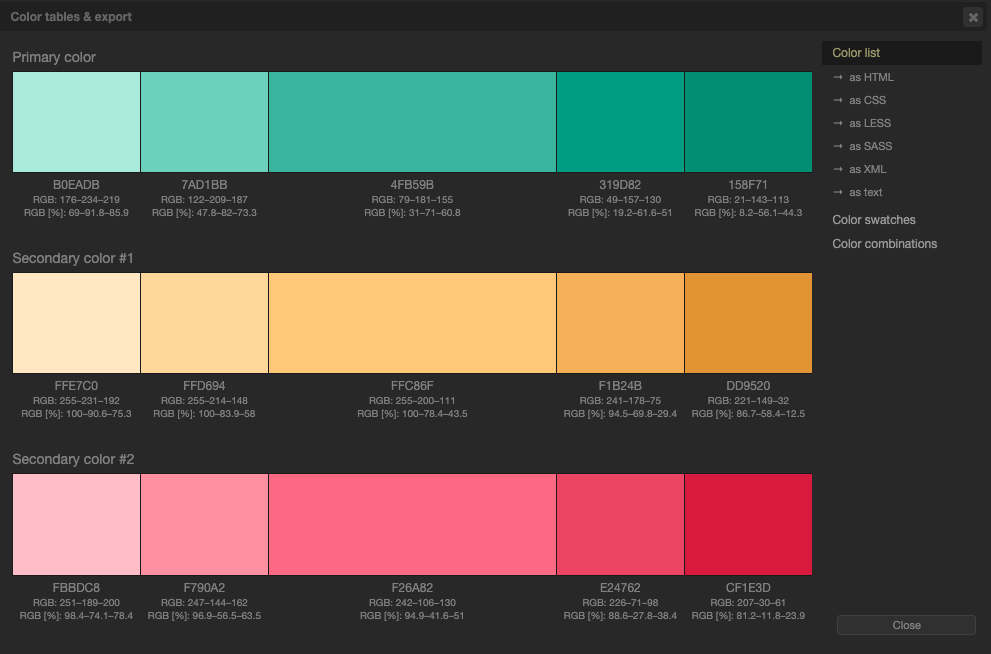 Color tables & export
Primary color
B0EADB 7AD1BB 4FB59B 319D82 158F71
RGB: 176–234–219 RGB: 122–209–187 RGB: 79–181–155 RGB: 49–157–130 RGB: 21–143–113
RGB [%]: 69–91.8–85.9 RGB [%]: 47.8–82–73.3 RGB [%]: 31–71–60.8 RGB [%]: 19.2–61.6–51 RGB [%]: 8.2–56.1–44.3
Secondary color #1
FFE7C0 FFD694 FFC86F F1B24B DD9520
RGB: 255–231–192 RGB: 255–214–148 RGB: 255–200–111 RGB: 241–178–75 RGB: 221–149–32
RGB [%]: 100–90.6–75.3 RGB [%]: 100–83.9–58 RGB [%]: 100–78.4–43.5 RGB [%]: 94.5–69.8–29.4 RGB [%]: 86.7–58.4–12.5
Secondary color #2
FBBDC8 F790A2 F26A82 E24762 CF1E3D
RGB: 251–189–200 RGB: 247–144–162 RGB: 242–106–130 RGB: 226–71–98 RGB: 207–30–61
RGB [%]: 98.4–74.1–78.4 RGB [%]: 96.9–56.5–63.5 RGB [%]: 94.9–41.6–51 RGB [%]: 88.6–27.8–38.4 RGB [%]: 81.2–11.8–23.9
Color list
→ as HTML
→ as CSS
→ as LESS
→ as SASS
→ as XML
→ as text
Color swatches
Color combinations
Close